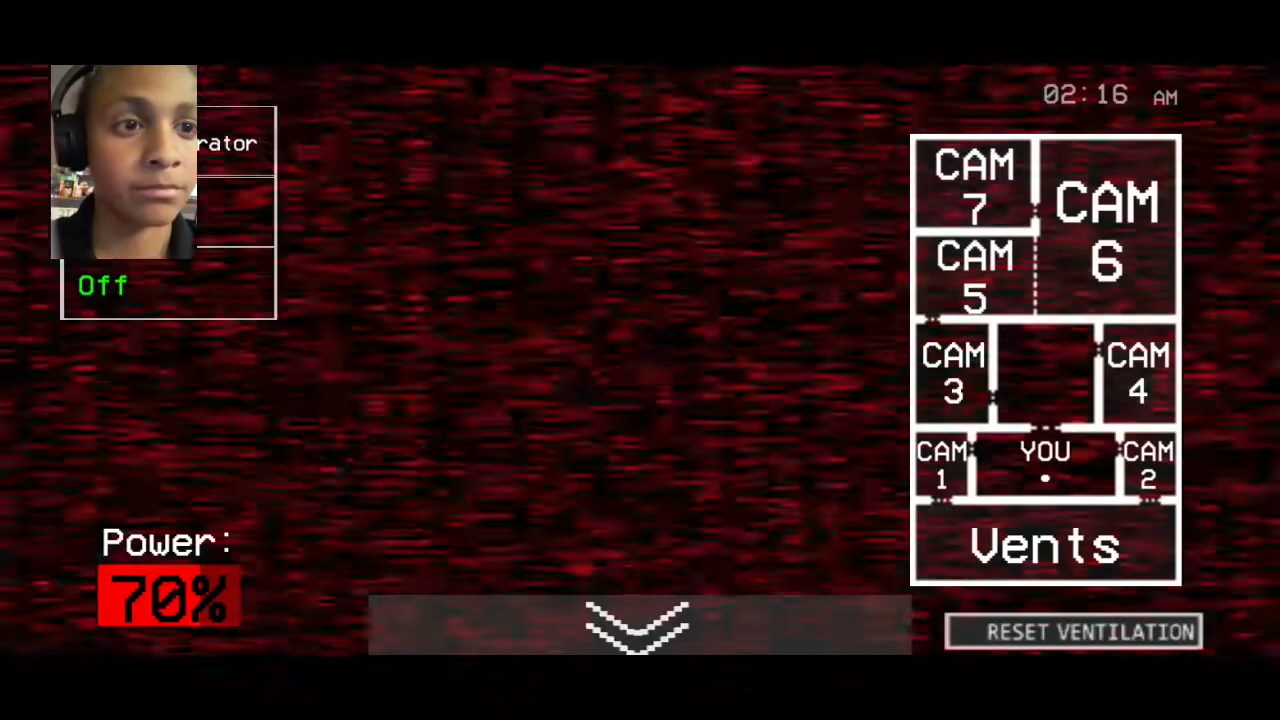 rator
Off
02:16 AM
CAM
7
CAM
6
CAM
5
CAM
3
CAM
4
CAM
1
YOU
CAM
2
Vents
Power:
70%
RESET VENTILATION